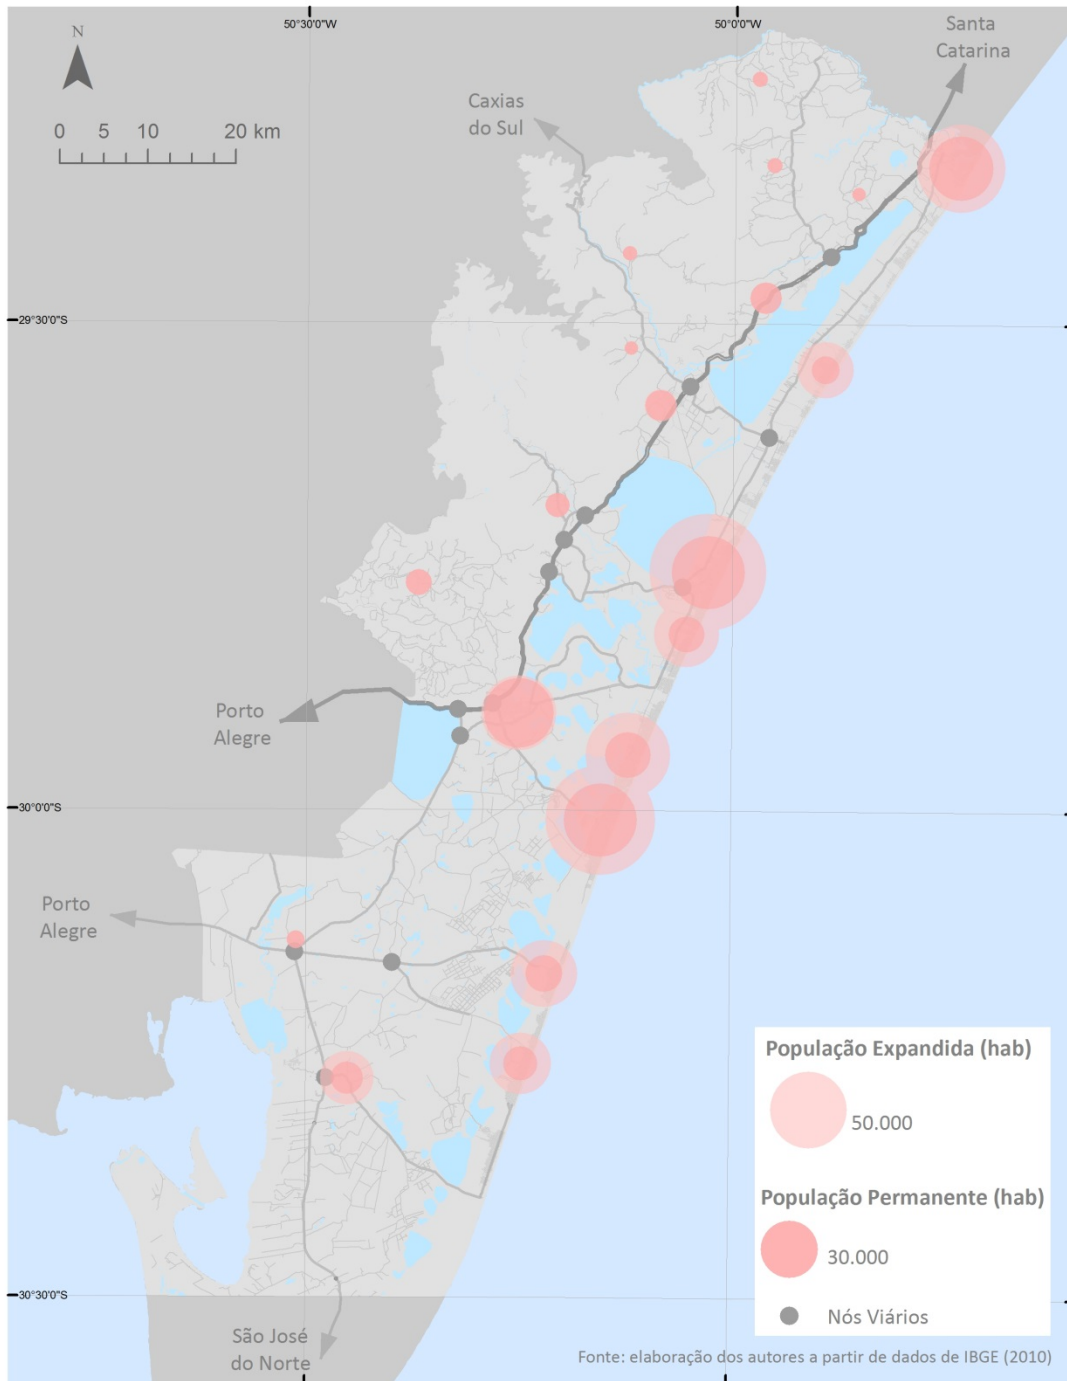 50°30'0"W
50°0'0"W
Santa
Catarina
N
Caxias
do Sul
0 5 10 20 km
29°30'0"S
Porto
Alegre
30°0'0"S
Porto
Alegre
População Expandida (hab)
50.000
População Permanente (hab)
30.000
Nós Viários
30°30'0"S
São José
do Norte
Fonte: elaboração dos autores a partir de dados de IBGE (2010)